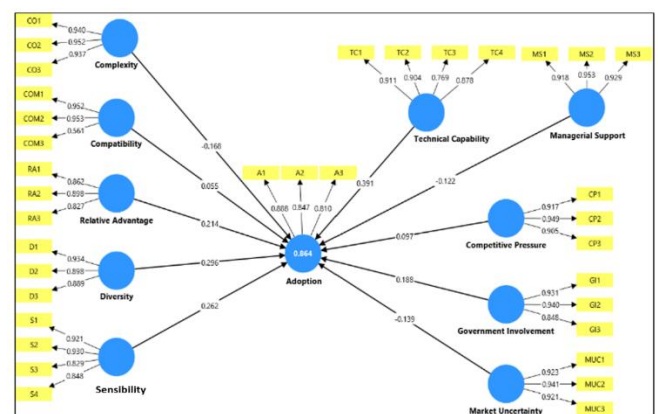 CO1
0.940
CO2
0.952
CO3
0.937
Complexity
COM1
0.952
COM2
0.953
COM3
0.561
Compatibility
RA1
0.862
RA2
0.898
RA3
0.827
Relative Advantage
D1
0.934
D2
0.898
D3
0.889
Diversity
S1
0.921
S2
0.930
S3
0.829
S4
0.848
Sensibility
-0.168
0.055
0.214
0.296
0.262
A1 A2 A3
0.888 0.847 0.810
0.864
Adoption
TC1 TC2 TC3 TC4
0.911 0.904 0.769 0.878
Technical Capability
0.391
MS1 MS2 MS3
0.918 0.953 0.929
Managerial Support
-0.122
CP1
0.917
CP2
0.949
CP3
0.905
Competitive Pressure
0.097
GI1
0.931
GI2
0.940
GI3
0.848
Government Involvement
0.188
MUC1
0.923
MUC2
0.941
MUC3
0.921
Market Uncertainty
-0.139